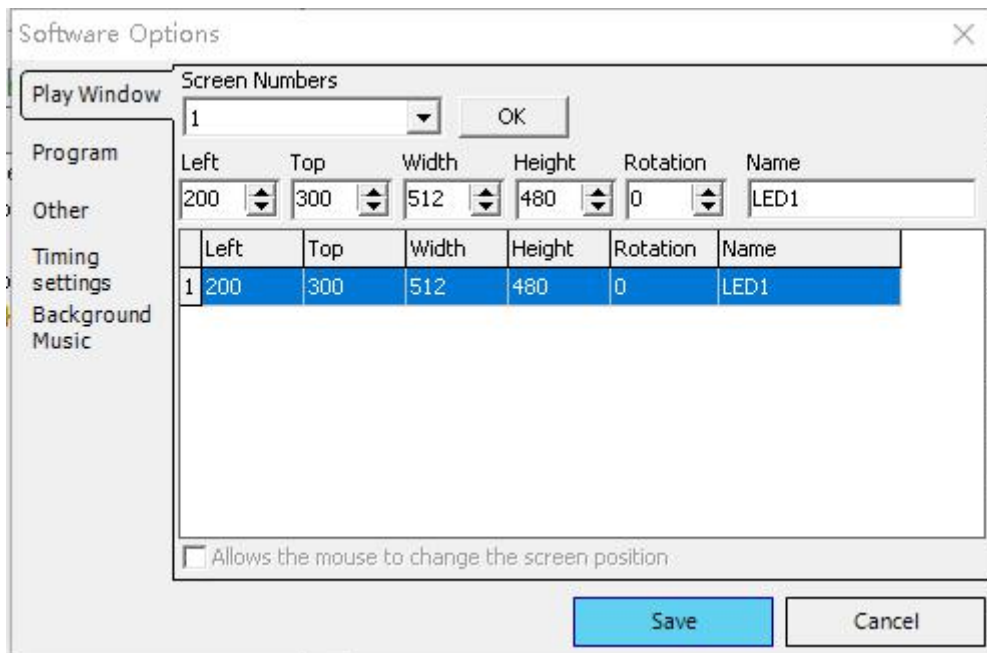 Software Options
Play Window
Program
Other
Timing
settings
Background
Music
Screen Numbers
1
OK
Left Top Width Height Rotation Name
200 300 512 480 0 LED1
Left Top Width Height Rotation Name
1 200 300 512 480 0 LED1
Allows the mouse to change the screen position
Save Cancel